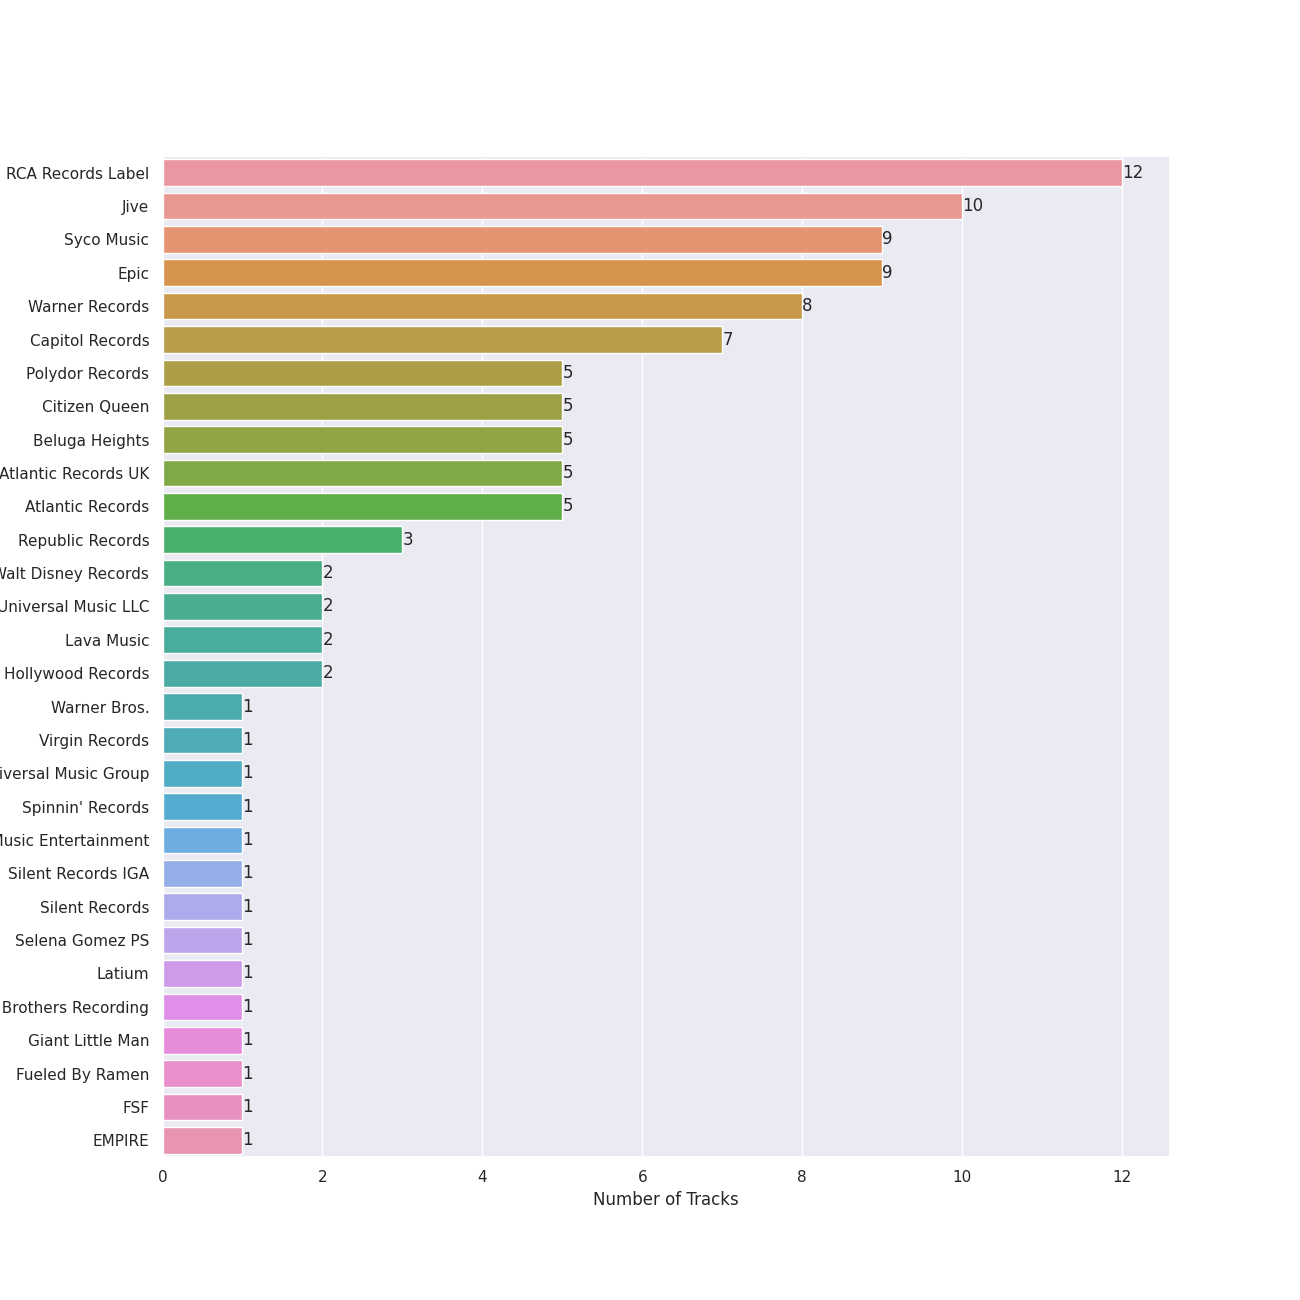 RCA Records Label 12
Jive 10
Syco Music 9
Epic 9
Warner Records 8
Capitol Records 7
Polydor Records 5
Citizen Queen 5
Beluga Heights 5
Atlantic Records UK 5
Atlantic Records 5
Republic Records 3
Walt Disney Records 2
Universal Music LLC 2
Lava Music 2
Hollywood Records 2
Warner Bros. 1
Virgin Records 1
iversal Music Group 1
Spinnin' Records 1
Music Entertainment 1
Silent Records IGA 1
Silent Records 1
Selena Gomez PS 1
Latium 1
Brothers Recording 1
Giant Little Man 1
Fueled By Ramen 1
FSF 1
EMPIRE 1
0 2 4 6 8 10 12
Number of Tracks